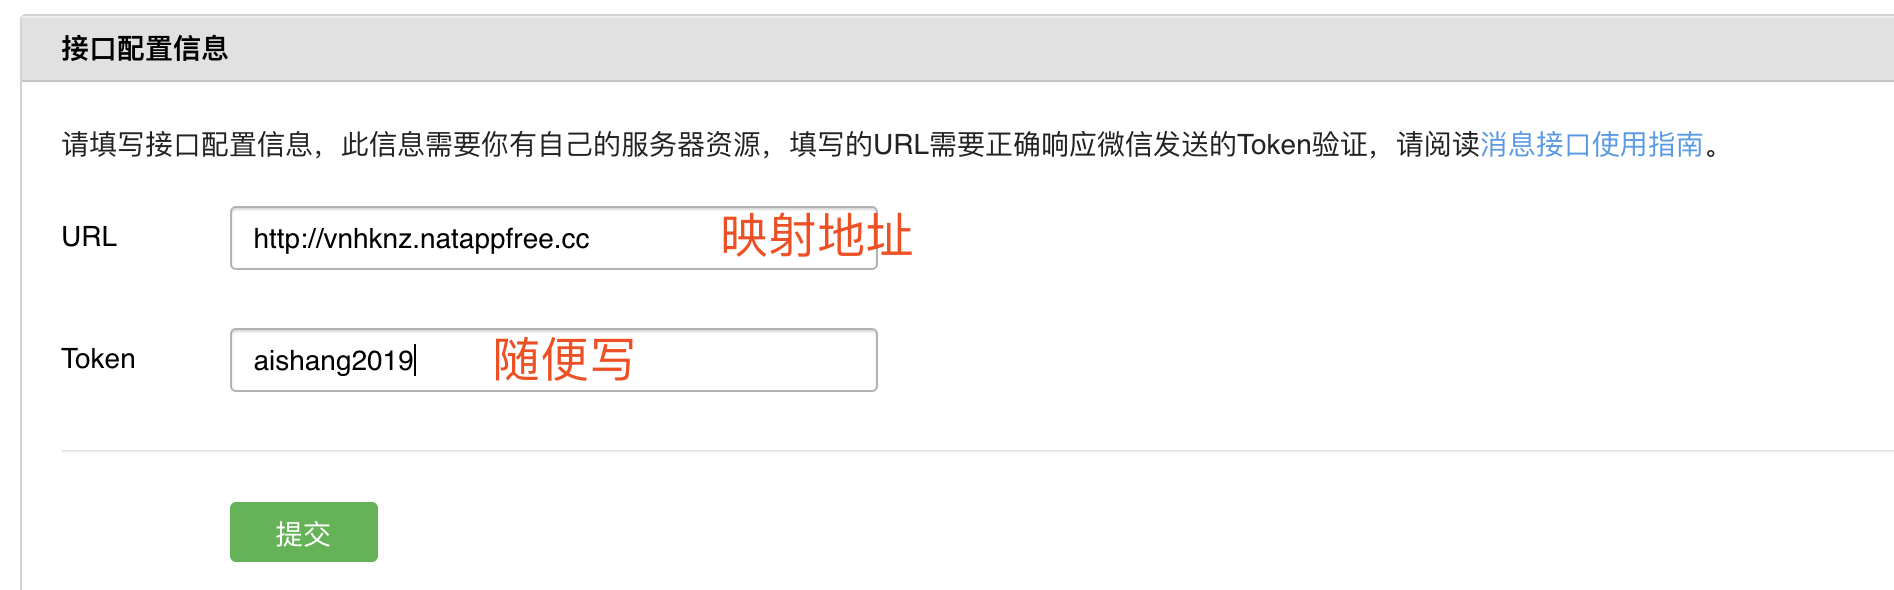 接口配置信息
请填写接口配置信息，此信息需要你有自己的服务器资源，填写的URL需要正确响应微信发送的Token验证，请阅读消息接口使用指南。
URL http://vnhknz.natappfree.cc 映射地址
Token aishang2019 随便写
提交